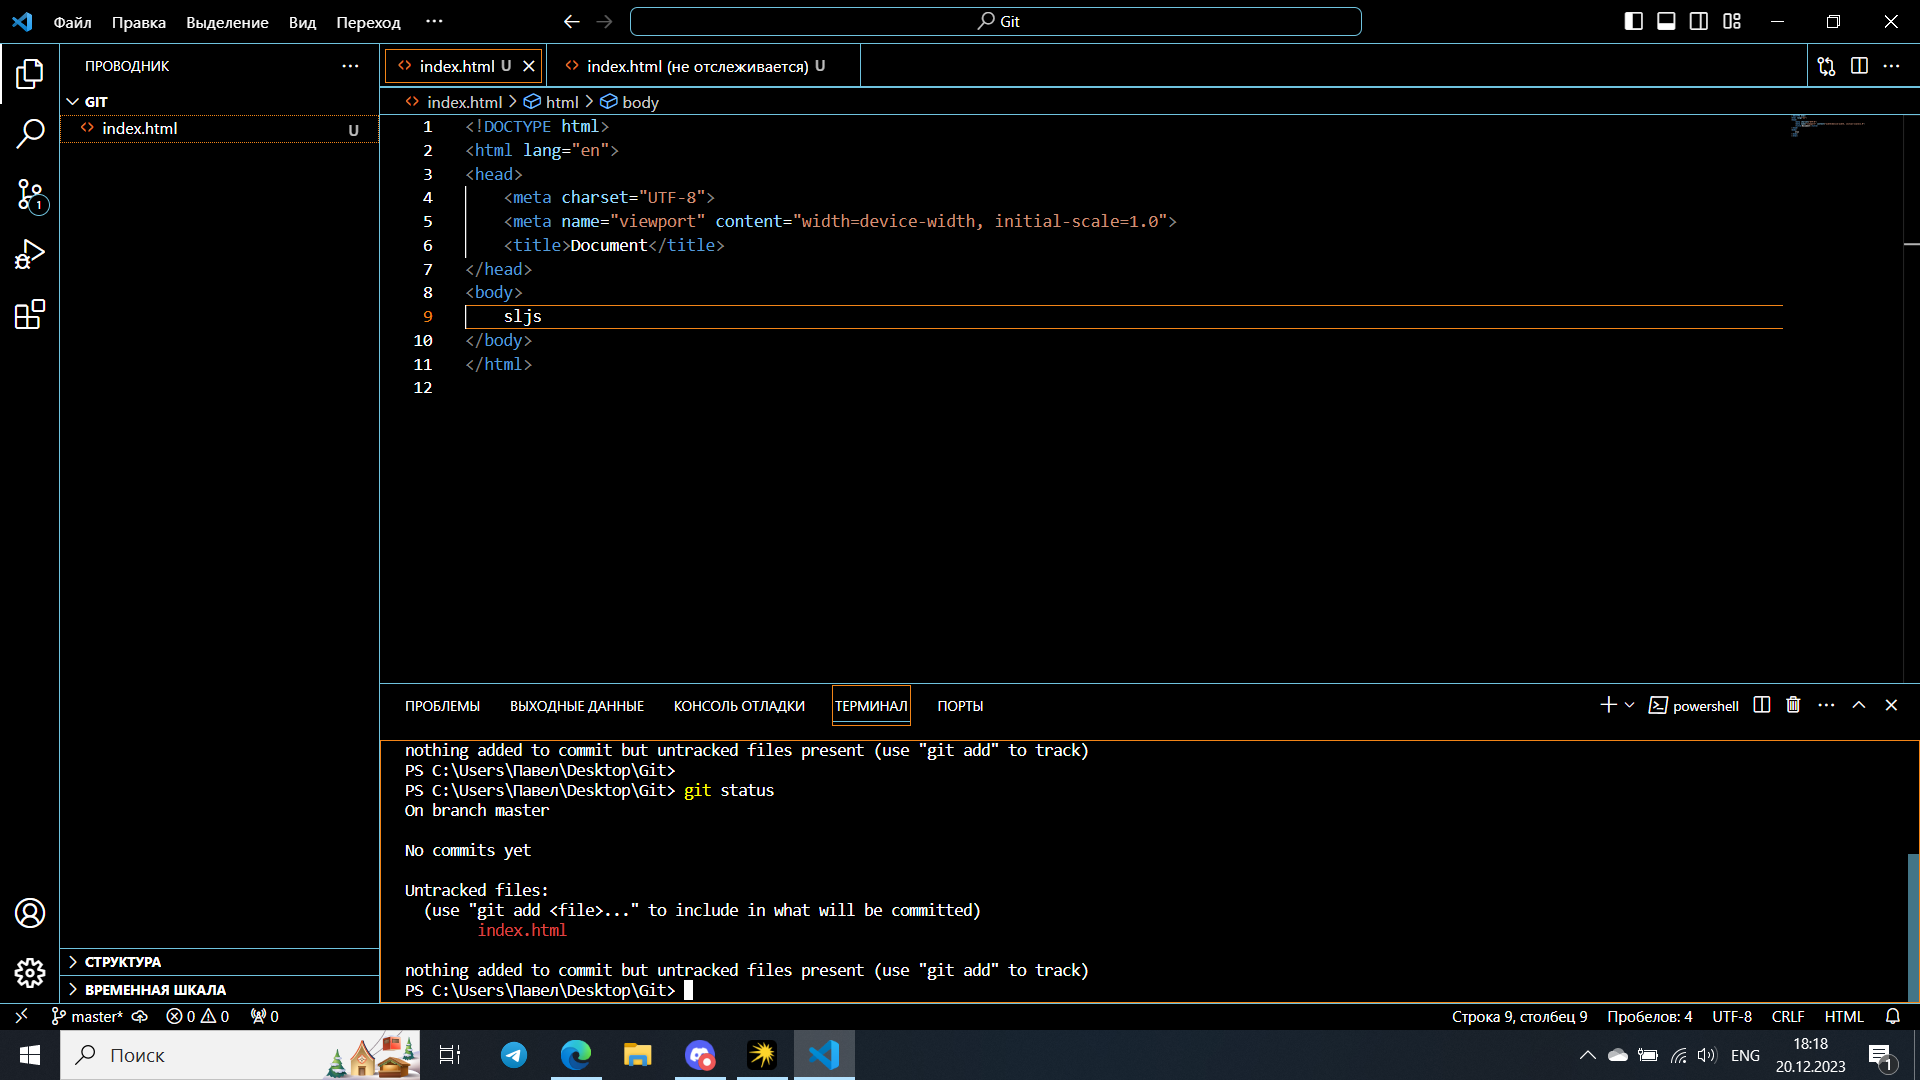 Файл Правка Выделение Вид Переход ··· Git
ПРОВОДНИК ···
GIT
index.html U
СТРУКТУРА
ВРЕМЕННАЯ ШКАЛА
index.html U index.html (не отслеживается) U
index.html > html > body
1 <!DOCTYPE html>
2 <html lang="en">
3 <head>
4 <meta charset="UTF-8">
5 <meta name="viewport" content="width=device-width, initial-scale=1.0">
6 <title>Document</title>
7 </head>
8 <body>
9 sljs
10 </body>
11 </html>
12
ПРОБЛЕМЫ ВЫХОДНЫЕ ДАННЫЕ КОНСОЛЬ ОТЛАДКИ ТЕРМИНАЛ ПОРТЫ powershell
nothing added to commit but untracked files present (use "git add" to track)
PS C:\Users\Павел\Desktop\Git>
PS C:\Users\Павел\Desktop\Git> git status
On branch master
No commits yet
Untracked files:
(use "git add <file>..." to include in what will be committed)
index.html
nothing added to commit but untracked files present (use "git add" to track)
PS C:\Users\Павел\Desktop\Git>
1
master* 0 0 0 Строка 9, столбец 9 Пробелов: 4 UTF-8 CRLF HTML
Поиск ENG 18:18
20.12.2023 1